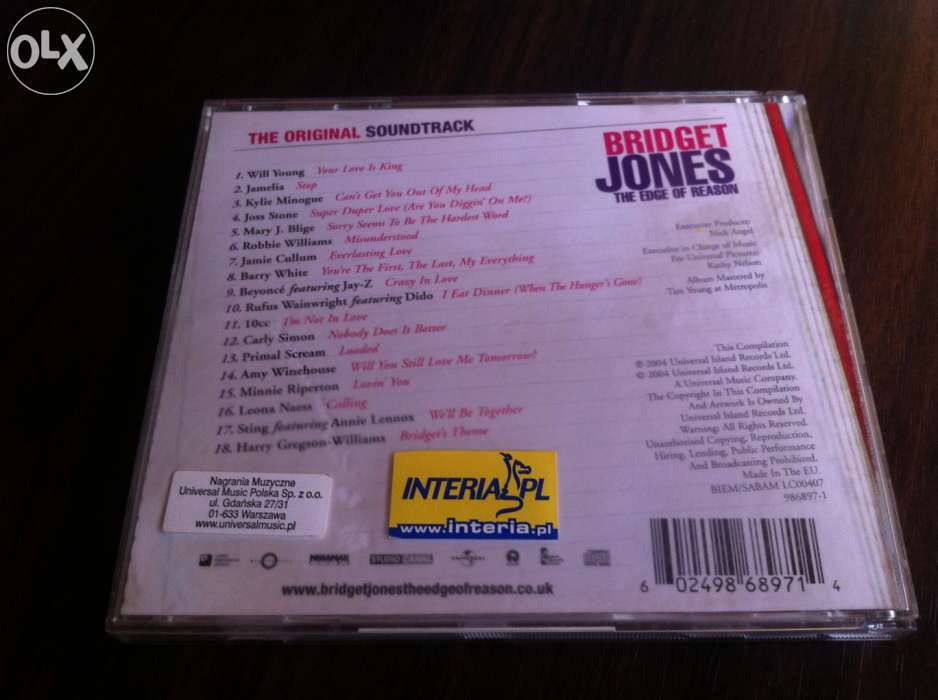 OLX
THE ORIGINAL SOUNDTRACK
BRIDGET
JONES
THE EDGE OF REASON
1. Will Young Your Love Is King
2. Jamelia Stop
3. Kylie Minogue Can't Get You Out Of My Head
4. Joss Stone Super Duper Love (Are You Diggin' On Me?)
5. Mary J. Blige Sorry Seems To Be The Hardest Word
6. Robbie Williams Misunderstood
7. Jamie Cullum Everlasting Love
8. Barry White You're The First, The Last, My Everything
9. Beyoncé featuring Jay-Z Crazy In Love
10. Rufus Wainwright featuring Dido I Eat Dinner (When The Hunger's Gone)
11. 10cc I'm Not In Love
12. Carly Simon Nobody Does It Better
13. Primal Scream Loaded
14. Amy Winehouse Will You Still Love Me Tomorrow?
15. Minnie Riperton Lovin' You
16. Leona Naess Calling
17. Sting featuring Annie Lennox We'll Be Together
18. Harry Gregson-Williams Bridget's Theme
Executive Producer:
Nick Angel
Executive in Charge of Music
For Universal Pictures:
Kathy Nelson
Album Mastered by
Tim Young at Metropolis
This Compilation
℗ 2004 Universal Island Records Ltd.
© 2004 Universal Island Records Ltd.
A Universal Music Company.
The Copyright In This Compilation
And Artwork Is Owned By
Universal Island Records Ltd.
Warning: All Rights Reserved.
Unauthorised Copying, Reproduction,
Hiring, Lending, Public Performance
And Broadcasting Prohibited.
Made In The EU.
BIEM/SABAM LC00407
986897-1
Nagrania Muzyczne
Universal Music Polska Sp. z o.o.
ul. Gdańska 27/31
01-633 Warszawa
www.universalmusic.pl
INTERIA.PL
www.interia.pl
MIRAMAX
STUDIOCANAL
UNIVERSAL
www.bridgetjonestheedgeofreason.co.uk
6 02498 68971 4